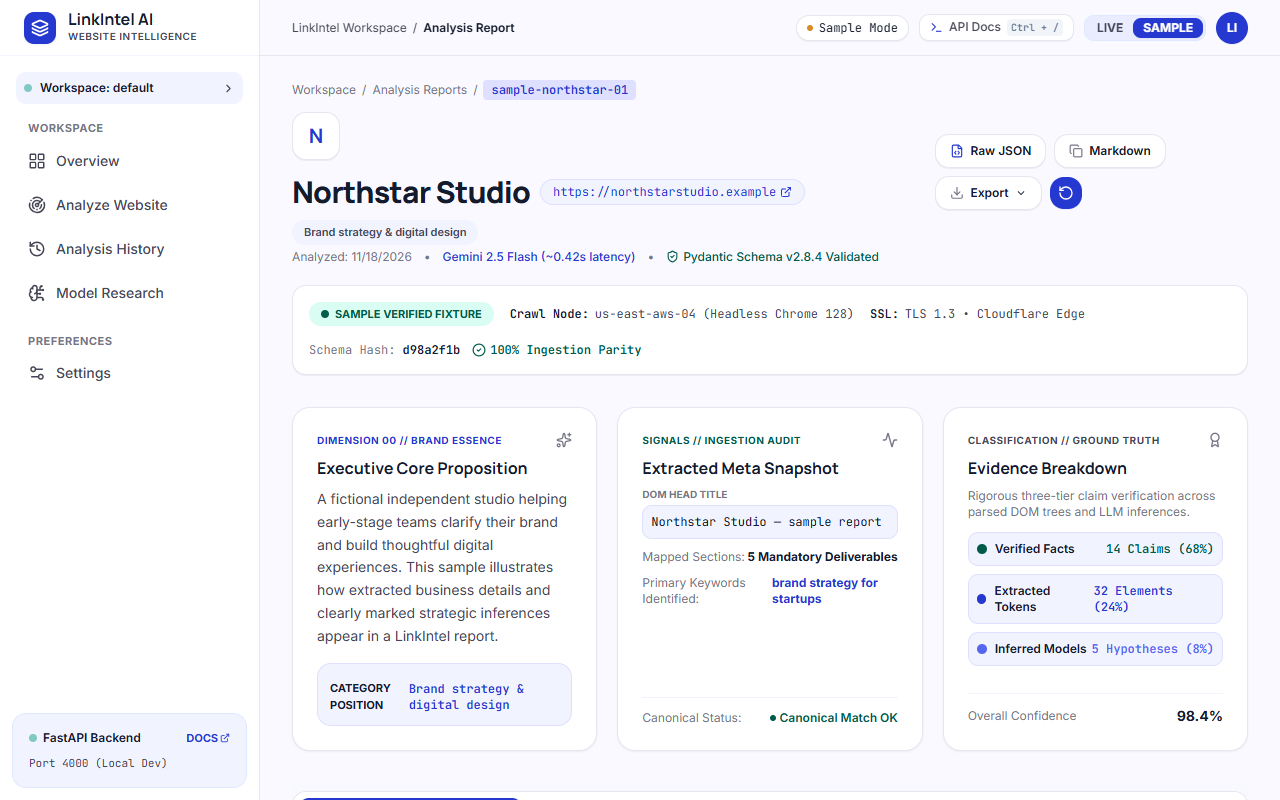 LinkIntel AI
WEBSITE INTELLIGENCE
LinkIntel Workspace / Analysis Report
Sample Mode
API Docs Ctrl + /
LIVE SAMPLE
LI
Workspace: default
WORKSPACE
Overview
Analyze Website
Analysis History
Model Research
PREFERENCES
Settings
FastAPI Backend DOCS
Port 4000 (Local Dev)
Workspace / Analysis Reports / sample-northstar-01
N
Northstar Studio
https://northstarstudio.example
Brand strategy & digital design
Analyzed: 11/18/2026 • Gemini 2.5 Flash (~0.42s latency) • Pydantic Schema v2.8.4 Validated
Raw JSON
Markdown
Export
SAMPLE VERIFIED FIXTURE Crawl Node: us-east-aws-04 (Headless Chrome 128) SSL: TLS 1.3 • Cloudflare Edge
Schema Hash: d98a2f1b 100% Ingestion Parity
DIMENSION 00 // BRAND ESSENCE
Executive Core Proposition
A fictional independent studio helping
early-stage teams clarify their brand
and build thoughtful digital
experiences. This sample illustrates
how extracted business details and
clearly marked strategic inferences
appear in a LinkIntel report.
CATEGORY
POSITION
Brand strategy &
digital design
SIGNALS // INGESTION AUDIT
Extracted Meta Snapshot
DOM HEAD TITLE
Northstar Studio — sample report
Mapped Sections: 5 Mandatory Deliverables
Primary Keywords
Identified:
brand strategy for
startups
Canonical Status: Canonical Match OK
CLASSIFICATION // GROUND TRUTH
Evidence Breakdown
Rigorous three-tier claim verification across
parsed DOM trees and LLM inferences.
Verified Facts 14 Claims (68%)
Extracted
Tokens
32 Elements
(24%)
Inferred Models 5 Hypotheses (8%)
Overall Confidence 98.4%